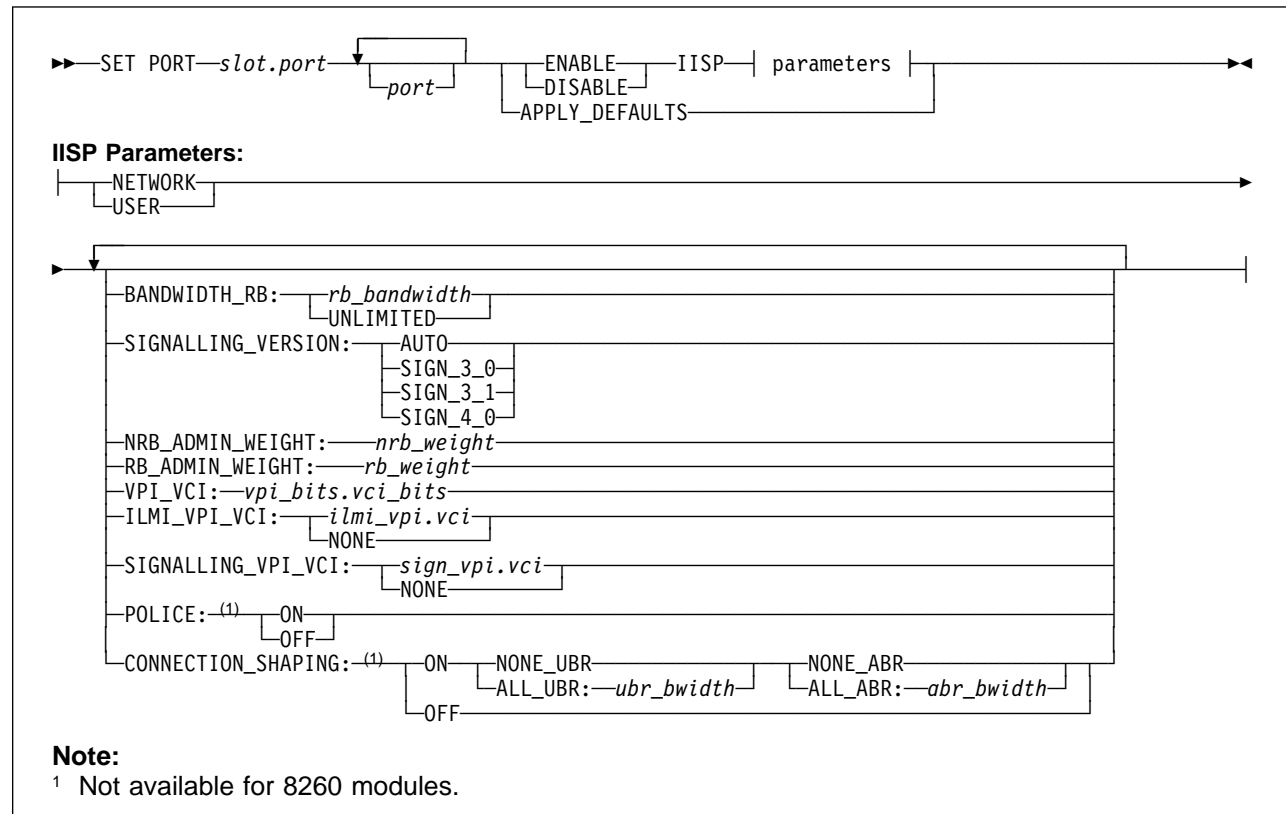 SET PORT slot.port ENABLE IISP parameters
port DISABLE
APPLY_DEFAULTS
IISP Parameters:
NETWORK
USER
BANDWIDTH_RB: rb_bandwidth
UNLIMITED
SIGNALLING_VERSION: AUTO
SIGN_3_0
SIGN_3_1
SIGN_4_0
NRB_ADMIN_WEIGHT: nrb_weight
RB_ADMIN_WEIGHT: rb_weight
VPI_VCI: vpi_bits.vci_bits
ILMI_VPI_VCI: ilmi_vpi.vci
NONE
SIGNALLING_VPI_VCI: sign_vpi.vci
NONE
POLICE: (1) ON
OFF
CONNECTION_SHAPING: (1) ON NONE_UBR NONE_ABR
ALL_UBR: ubr_bwidth ALL_ABR: abr_bwidth
OFF
Note:
1 Not available for 8260 modules.